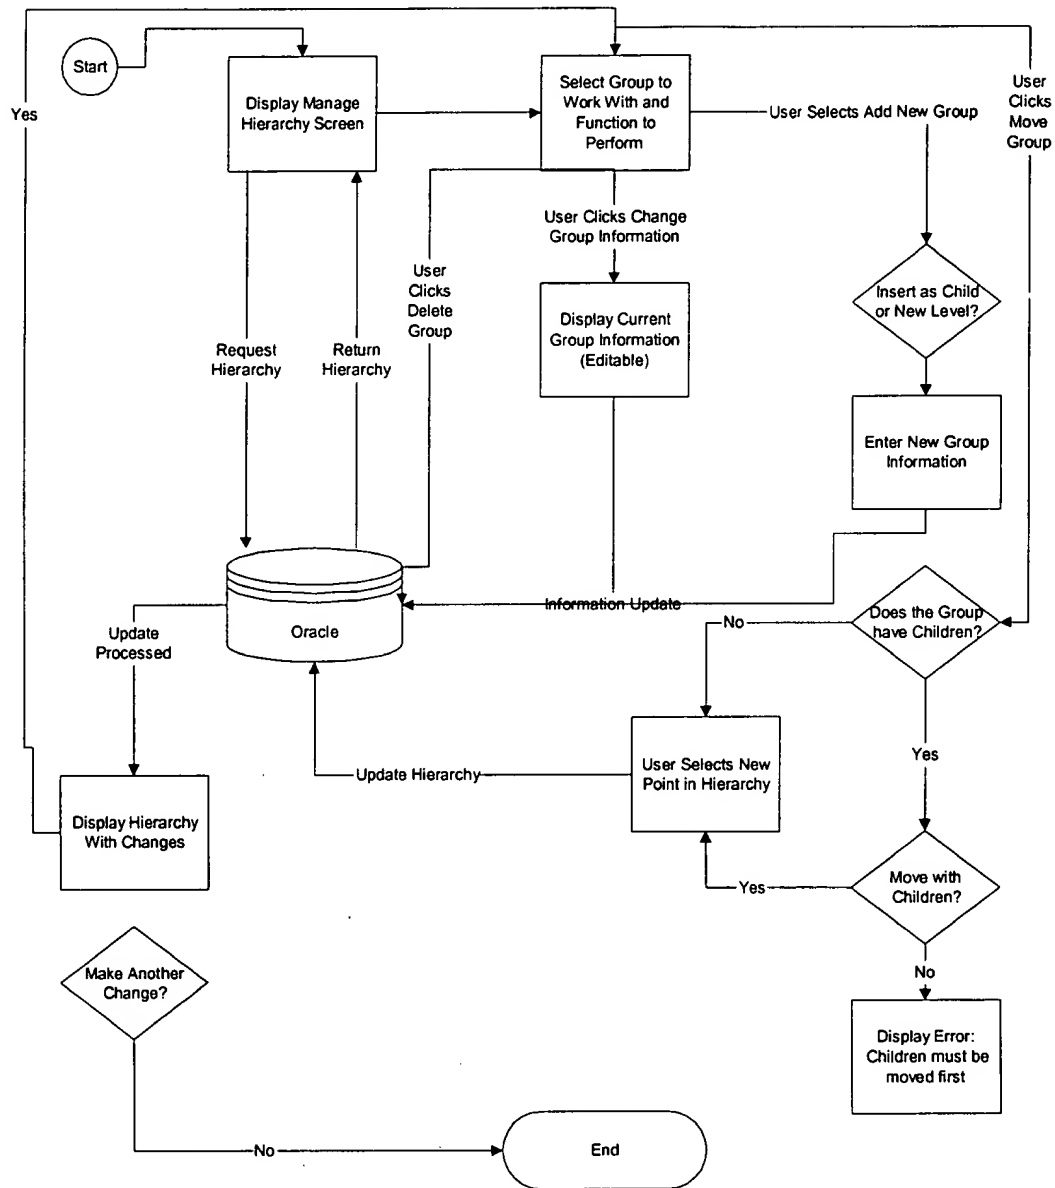 Start
Yes
Display Manage
Hierarchy Screen
Select Group to
Work With and
Function to
Perform
User Selects Add New Group
User
Clicks
Move
Group
User Clicks Change
Group Information
User
Clicks
Delete
Group
Insert as Child
or New Level?
Display Current
Group Information
(Editable)
Request
Hierarchy
Return
Hierarchy
Enter New Group
Information
Information Update
Oracle
Does the Group
have Children?
No
Update
Processed
Yes
User Selects New
Point in Hierarchy
Update Hierarchy
Display Hierarchy
With Changes
Move with
Children?
Yes
No
Make Another
Change?
Display Error:
Children must be
moved first
No
End